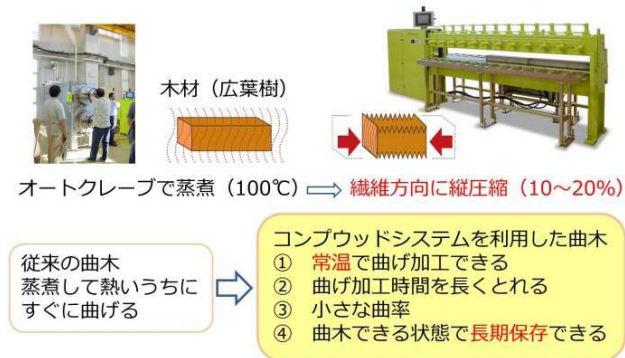 木材（広葉樹）
オートクレーブで蒸煮（100℃）
繊維方向に縦圧縮（10～20%）
従来の曲木
蒸煮して熱いうちに
すぐに曲げる
コンプウッドシステムを利用した曲木
① 常温で曲げ加工できる
② 曲げ加工時間を長くとれる
③ 小さな曲率
④ 曲木できる状態で長期保存できる